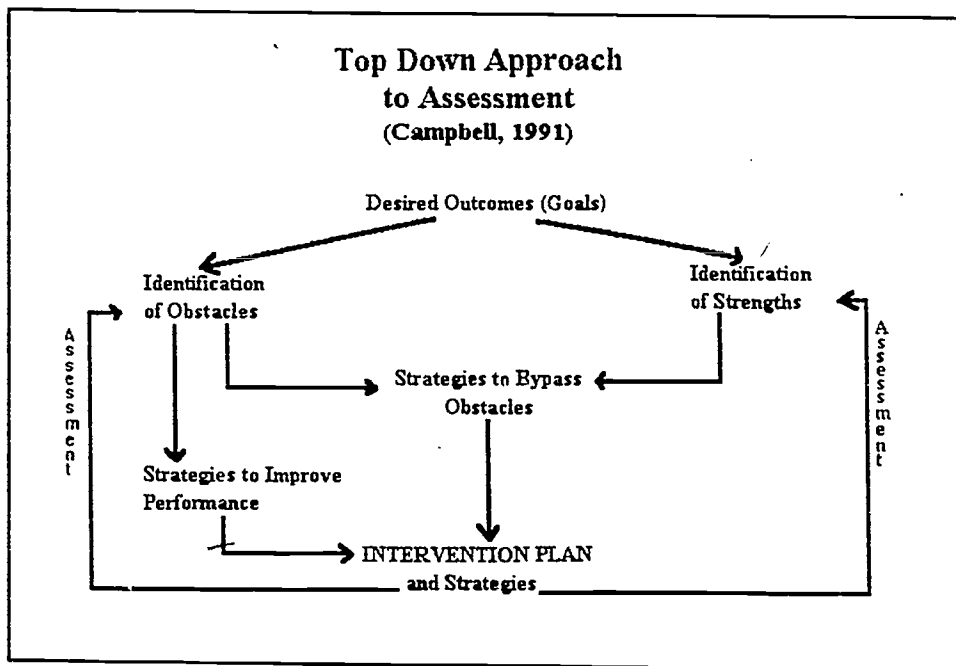 Top Down Approach
to Assessment
(Campbell, 1991)
Desired Outcomes (Goals)
Identification
of Obstacles
Identification
of Strengths
Assessment
Assessment
Strategies to Bypass
Obstacles
Strategies to Improve
Performance
INTERVENTION PLAN
and Strategies